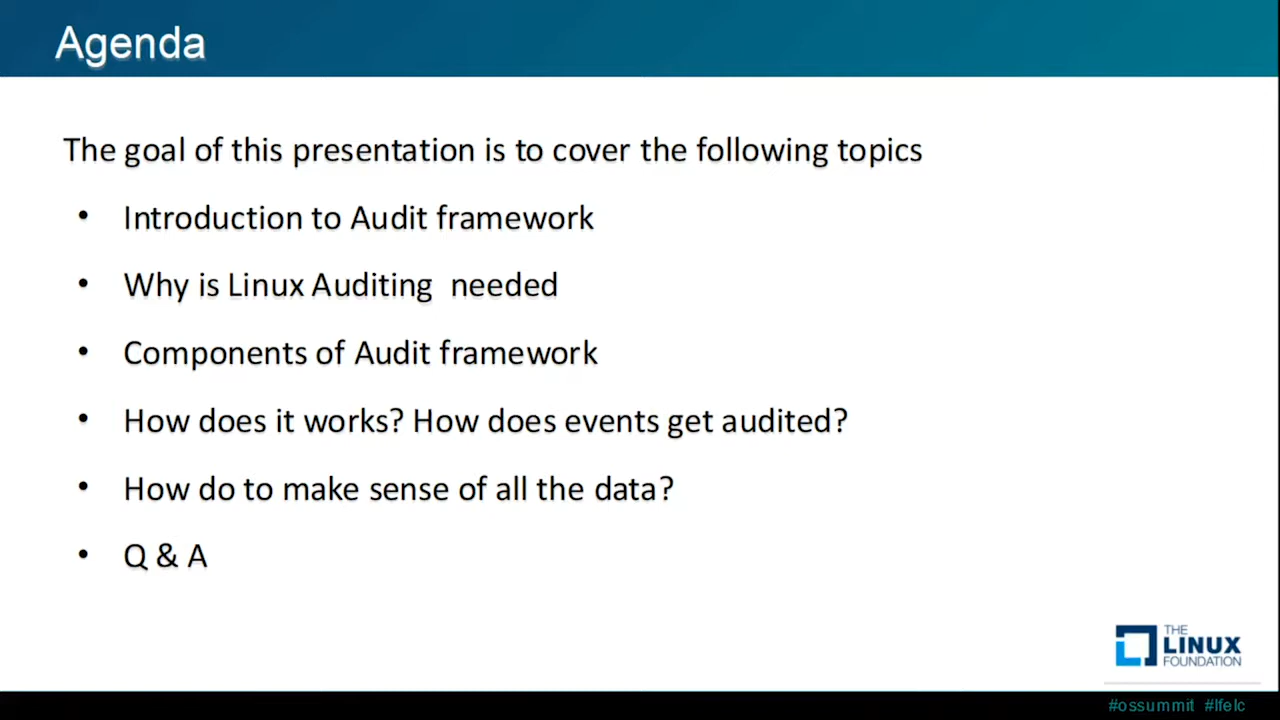 Agenda
The goal of this presentation is to cover the following topics
• Introduction to Audit framework
• Why is Linux Auditing  needed
• Components of Audit framework
• How does it works? How does events get audited?
• How do to make sense of all the data?
• Q & A
THE
LINUX
FOUNDATION
#ossummit #lfelc